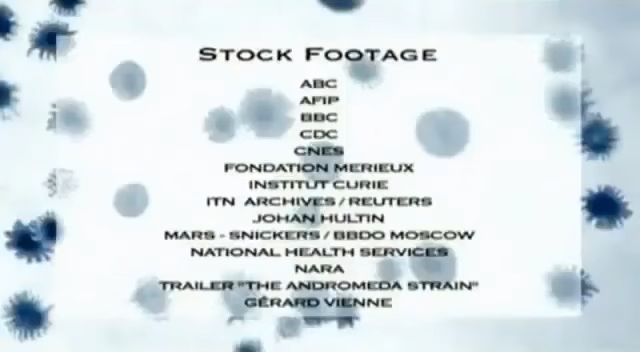 STOCK FOOTAGE
ABC
AFIP
BBC
CDC
CNES
FONDATION MERIEUX
INSTITUT CURIE
ITN ARCHIVES / REUTERS
JOHAN HULTIN
MARS - SNICKERS / BBDO MOSCOW
NATIONAL HEALTH SERVICES
NARA
TRAILER "THE ANDROMEDA STRAIN"
GÉRARD VIENNE